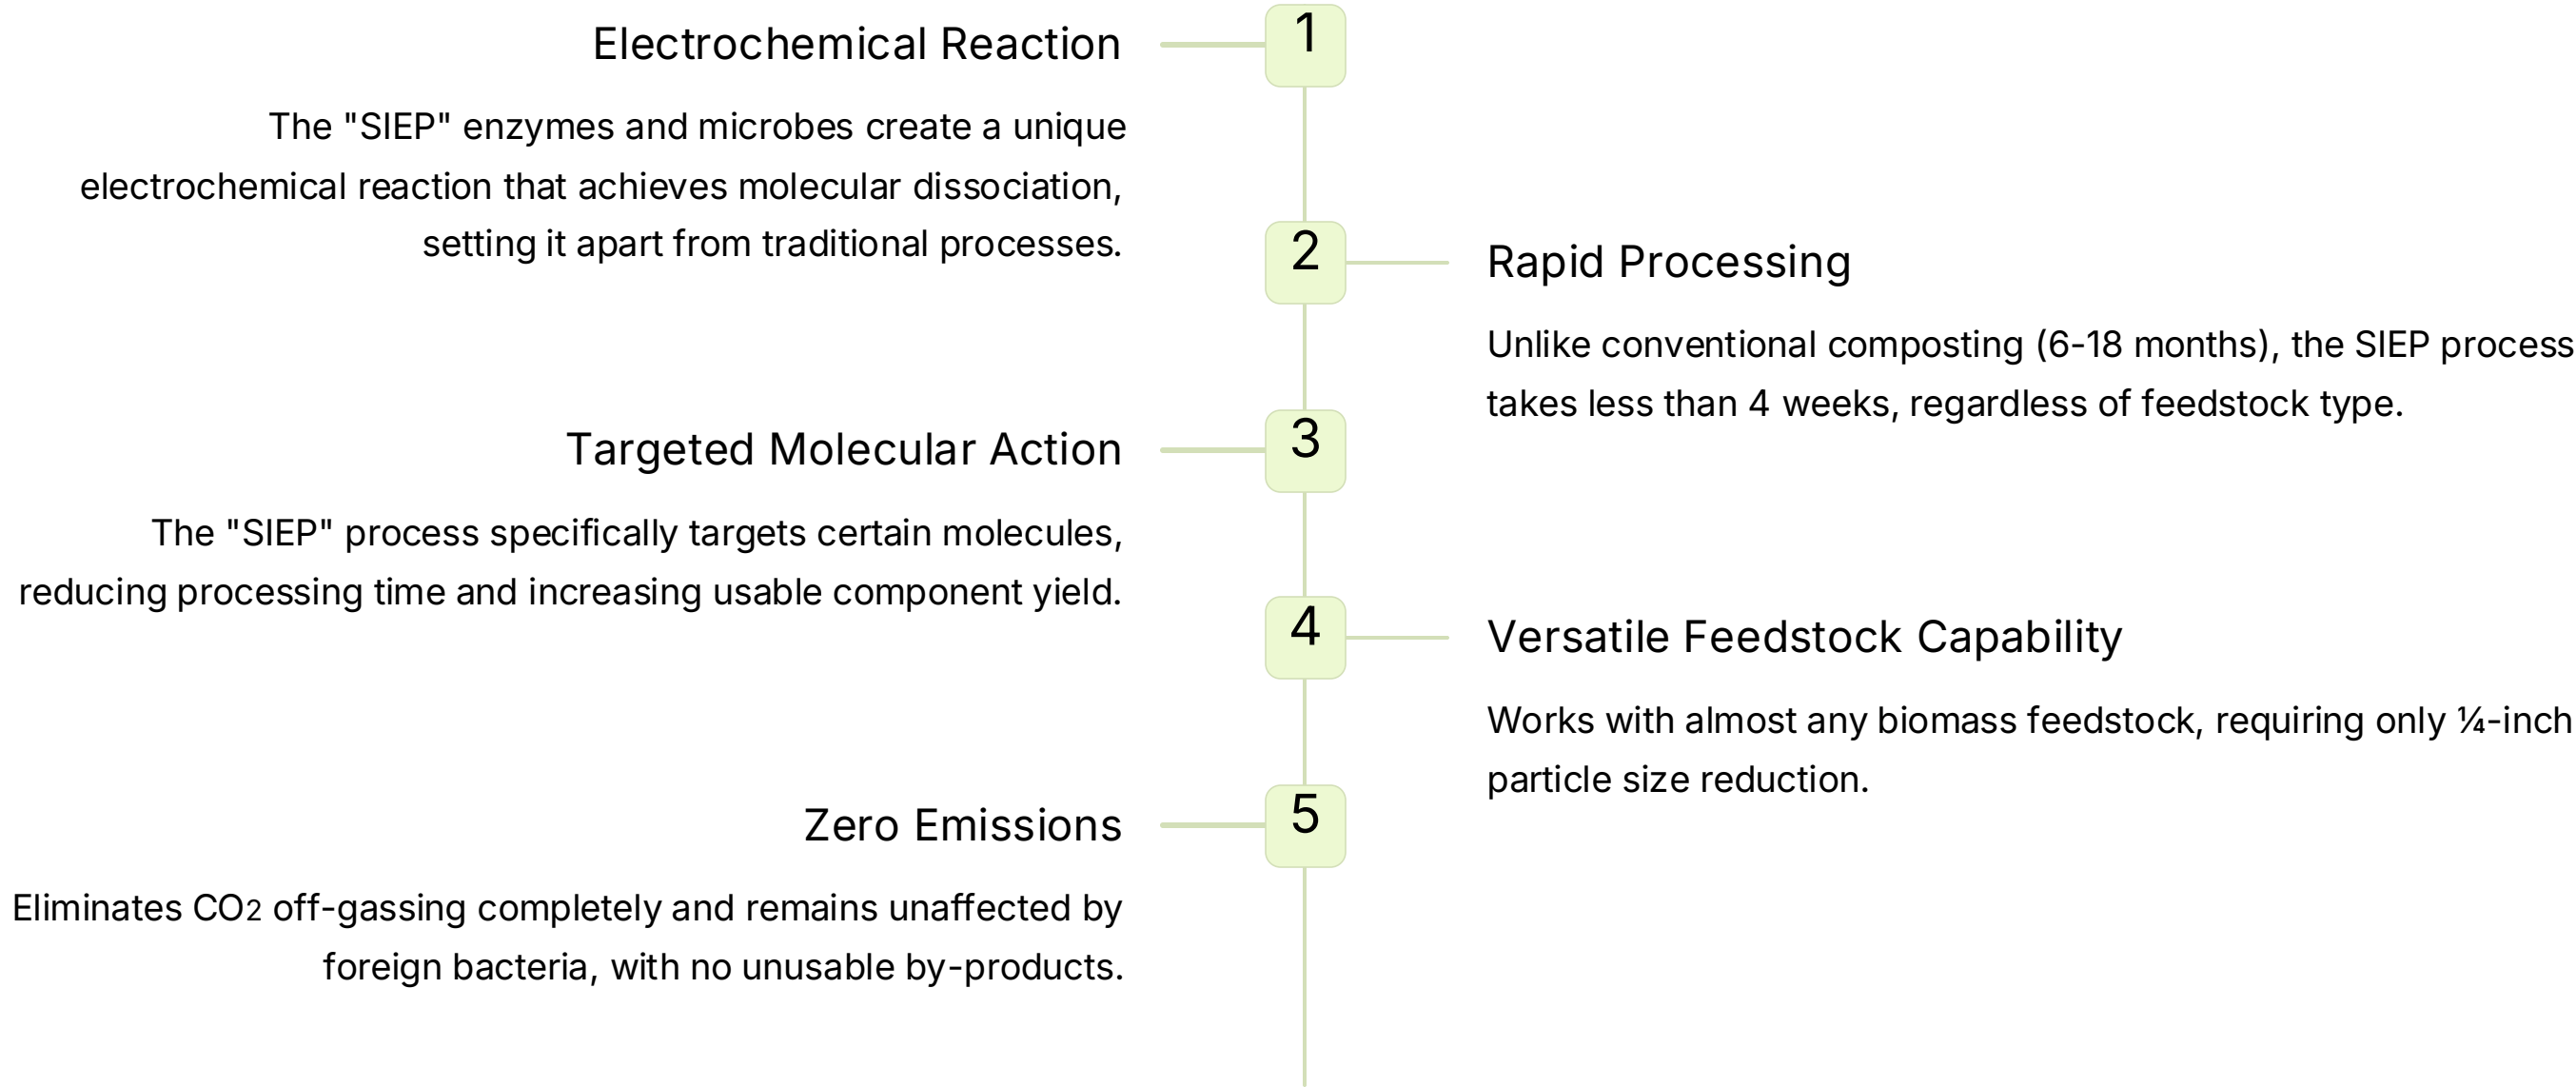 1
Electrochemical Reaction
The "SIEP" enzymes and microbes create a unique
electrochemical reaction that achieves molecular dissociation,
setting it apart from traditional processes.
2
Rapid Processing
Unlike conventional composting (6-18 months), the SIEP process
takes less than 4 weeks, regardless of feedstock type.
3
Targeted Molecular Action
The "SIEP" process specifically targets certain molecules,
reducing processing time and increasing usable component yield.
4
Versatile Feedstock Capability
Works with almost any biomass feedstock, requiring only ¼-inch
particle size reduction.
5
Zero Emissions
Eliminates CO2 off-gassing completely and remains unaffected by
foreign bacteria, with no unusable by-products.